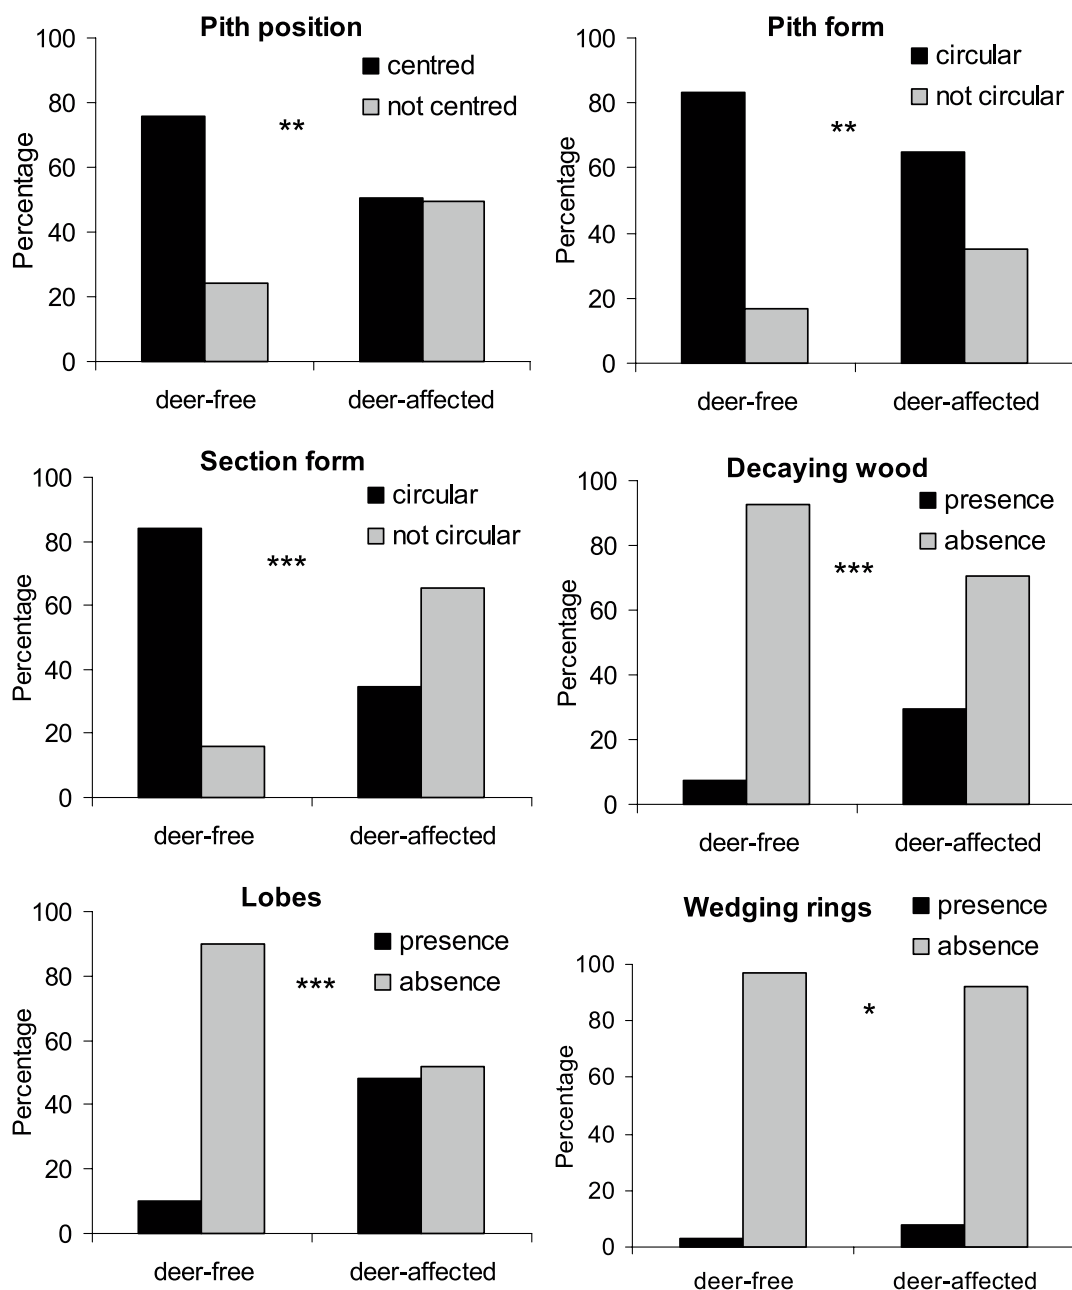 Pith position
centred
not centred
**
Percentage
100
80
60
40
20
0
deer-free deer-affected
Pith form
circular
not circular
**
Percentage
100
80
60
40
20
0
deer-free deer-affected
Section form
circular
not circular
***
Percentage
100
80
60
40
20
0
deer-free deer-affected
Decaying wood
presence
absence
***
Percentage
100
80
60
40
20
0
deer-free deer-affected
Lobes
presence
absence
***
Percentage
100
80
60
40
20
0
deer-free deer-affected
Wedging rings
presence
absence
*
Percentage
100
80
60
40
20
0
deer-free deer-affected